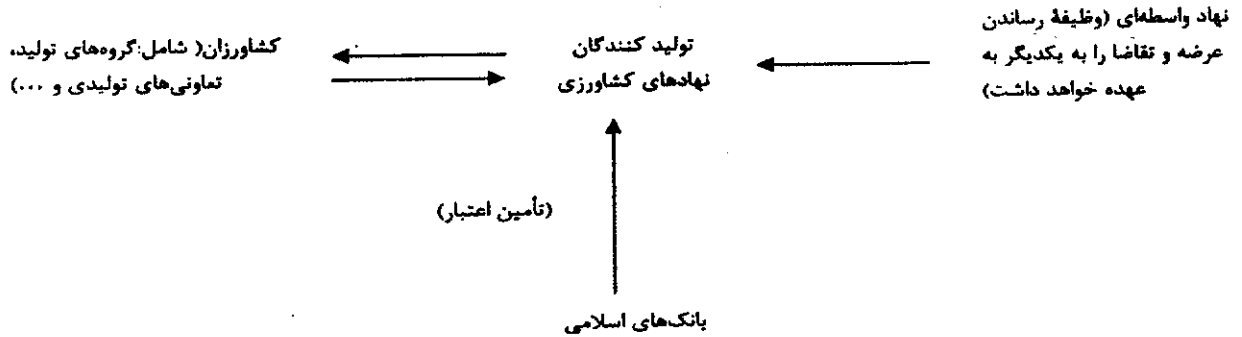 نهاد واسطه‌ای (وظیفهٔ رساندن
عرضه و تقاضا را به یکدیگر به
عهده خواهد داشت)
تولید کنندگان
نهادهای کشاورزی
کشاورزان( شامل:گروه‌های تولید،
تعاونی‌های تولیدی و ...)
(تأمین اعتبار)
بانک‌های اسلامی